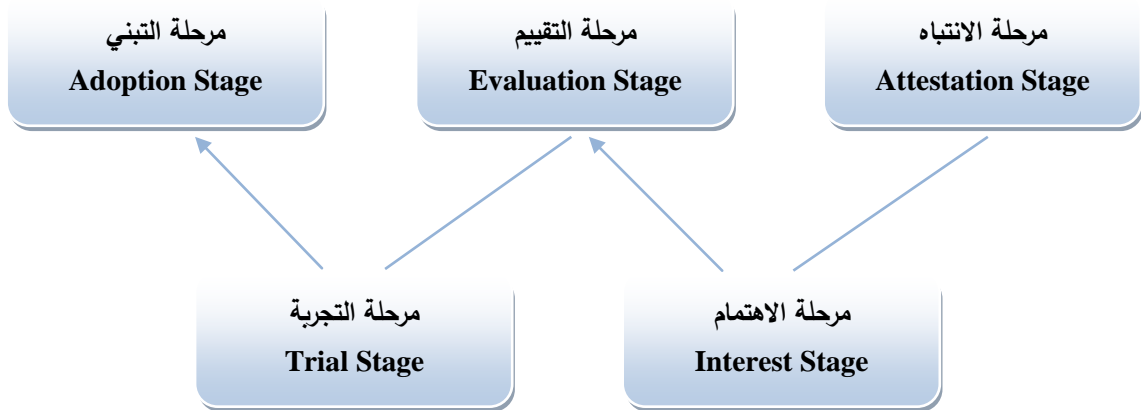 مرحلة الانتباه
Attestation Stage
مرحلة التقييم
Evaluation Stage
مرحلة التبني
Adoption Stage
مرحلة الاهتمام
Interest Stage
مرحلة التجربة
Trial Stage